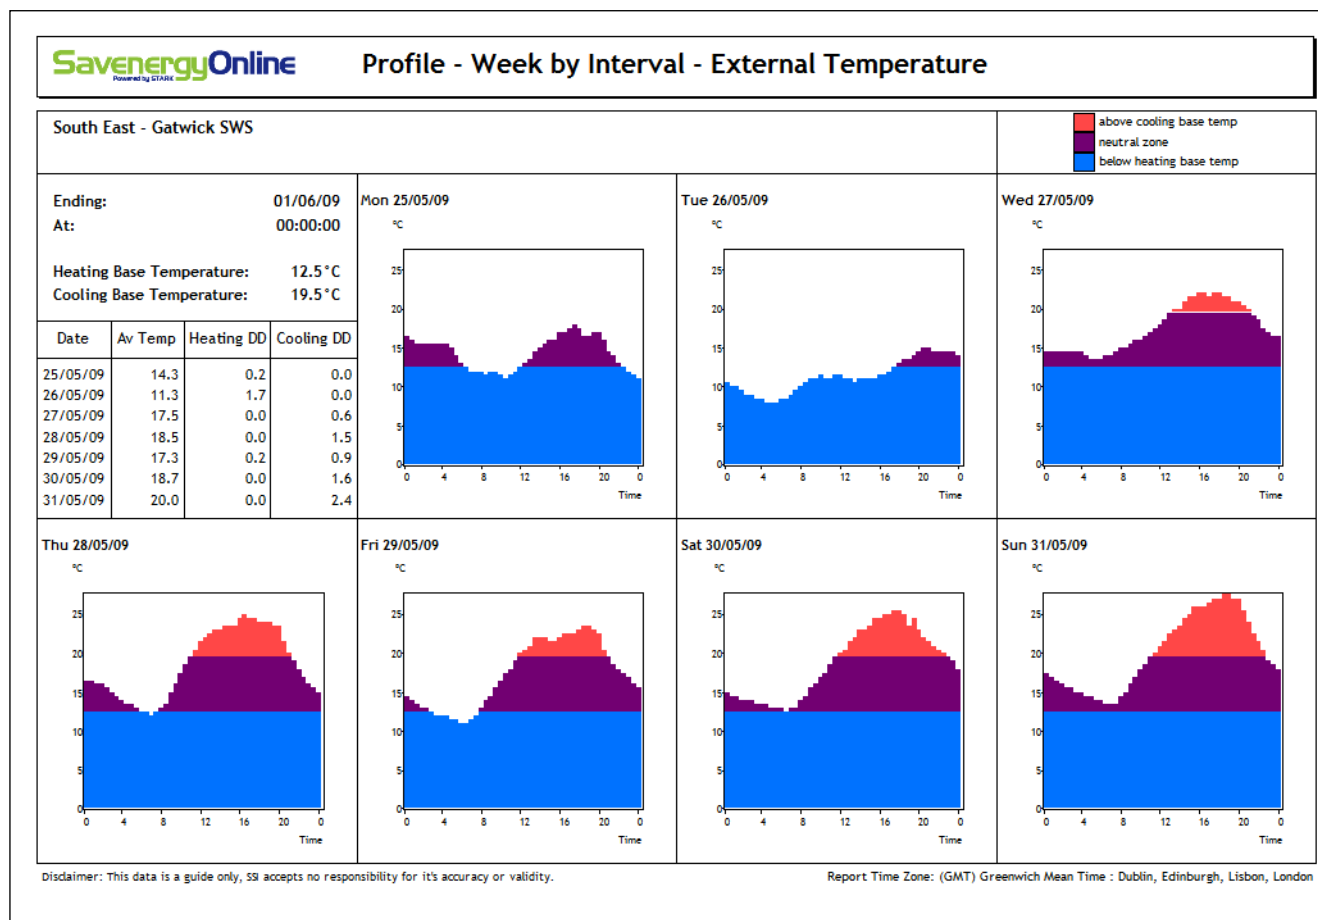 SavenergyOnline
Powered by STARK
Profile - Week by Interval - External Temperature
South East - Gatwick SWS
above cooling base temp
neutral zone
below heating base temp
Ending: 01/06/09
At: 00:00:00
Heating Base Temperature: 12.5°C
Cooling Base Temperature: 19.5°C
Date Av Temp Heating DD Cooling DD
25/05/09 14.3 0.2 0.0
26/05/09 11.3 1.7 0.0
27/05/09 17.5 0.0 0.6
28/05/09 18.5 0.0 1.5
29/05/09 17.3 0.2 0.9
30/05/09 18.7 0.0 1.6
31/05/09 20.0 0.0 2.4
Mon 25/05/09
°C
25
20
15
10
5
0
0 4 8 12 16 20 0
Time
Tue 26/05/09
°C
25
20
15
10
5
0
0 4 8 12 16 20 0
Time
Wed 27/05/09
°C
25
20
15
10
5
0
0 4 8 12 16 20 0
Time
Thu 28/05/09
°C
25
20
15
10
5
0
0 4 8 12 16 20 0
Time
Fri 29/05/09
°C
25
20
15
10
5
0
0 4 8 12 16 20 0
Time
Sat 30/05/09
°C
25
20
15
10
5
0
0 4 8 12 16 20 0
Time
Sun 31/05/09
°C
25
20
15
10
5
0
0 4 8 12 16 20 0
Time
Disclaimer: This data is a guide only, SSI accepts no responsibility for it's accuracy or validity.
Report Time Zone: (GMT) Greenwich Mean Time : Dublin, Edinburgh, Lisbon, London